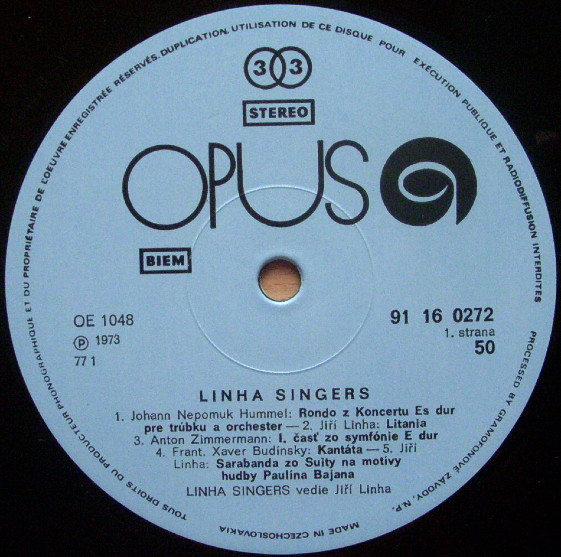 TOUS DROITS DU PRODUCTEUR PHONOGRAPHIQUE ET DU PROPRIÉTAIRE DE L'OEUVRE ENREGISTRÉE RÉSERVÉS. DUPLICATION, UTILISATION DE CE DISQUE POUR EXÉCUTION PUBLIQUE ET RADIODIFFUSION INTERDITES
33
STEREO
OPUS
BIEM
OE 1048
℗ 1973
77 1
91 16 0272
1. strana
50
LINHA SINGERS
1. Johann Nepomuk Hummel: Rondo z Koncertu Es dur
pre trúbku a orchester — 2. Jiří Linha: Litania
3. Anton Zimmermann: I. časť zo symfónie E dur
4. Frant. Xaver Budinsky: Kantáta — 5. Jiří
Linha: Sarabanda zo Suity na motivy
hudby Paulína Bajana
LINHA SINGERS vedie Jiří Linha
PROCESSED BY GRAMOFONOVÉ ZÁVODY, N.P.
MADE IN CZECHOSLOVAKIA